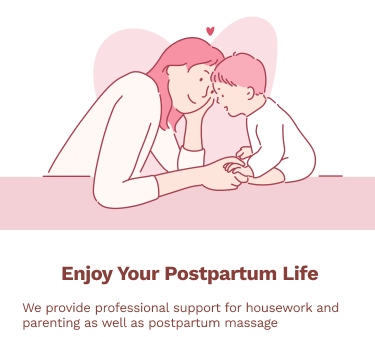 Enjoy Your Postpartum Life
We provide professional support for housework and
parenting as well as postpartum massage